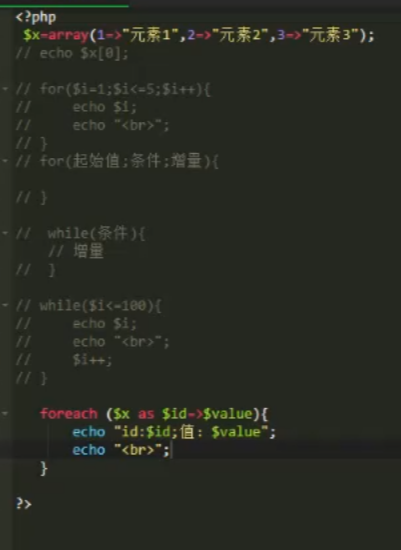 <?php
$x=array(1=>"元素1",2=>"元素2",3=>"元素3");
// echo $x[0];
// for($i=1;$i<=5;$i++){
// echo $i;
// echo "<br>";
// }
// for(起始值;条件;增量){
// }
// while(条件){
// 增量
// }
// while($i<=100){
// echo $i;
// echo "<br>";
// $i++;
// }
foreach ($x as $id=>$value){
echo "id:$id;值：$value";
echo "<br>";
}
?>